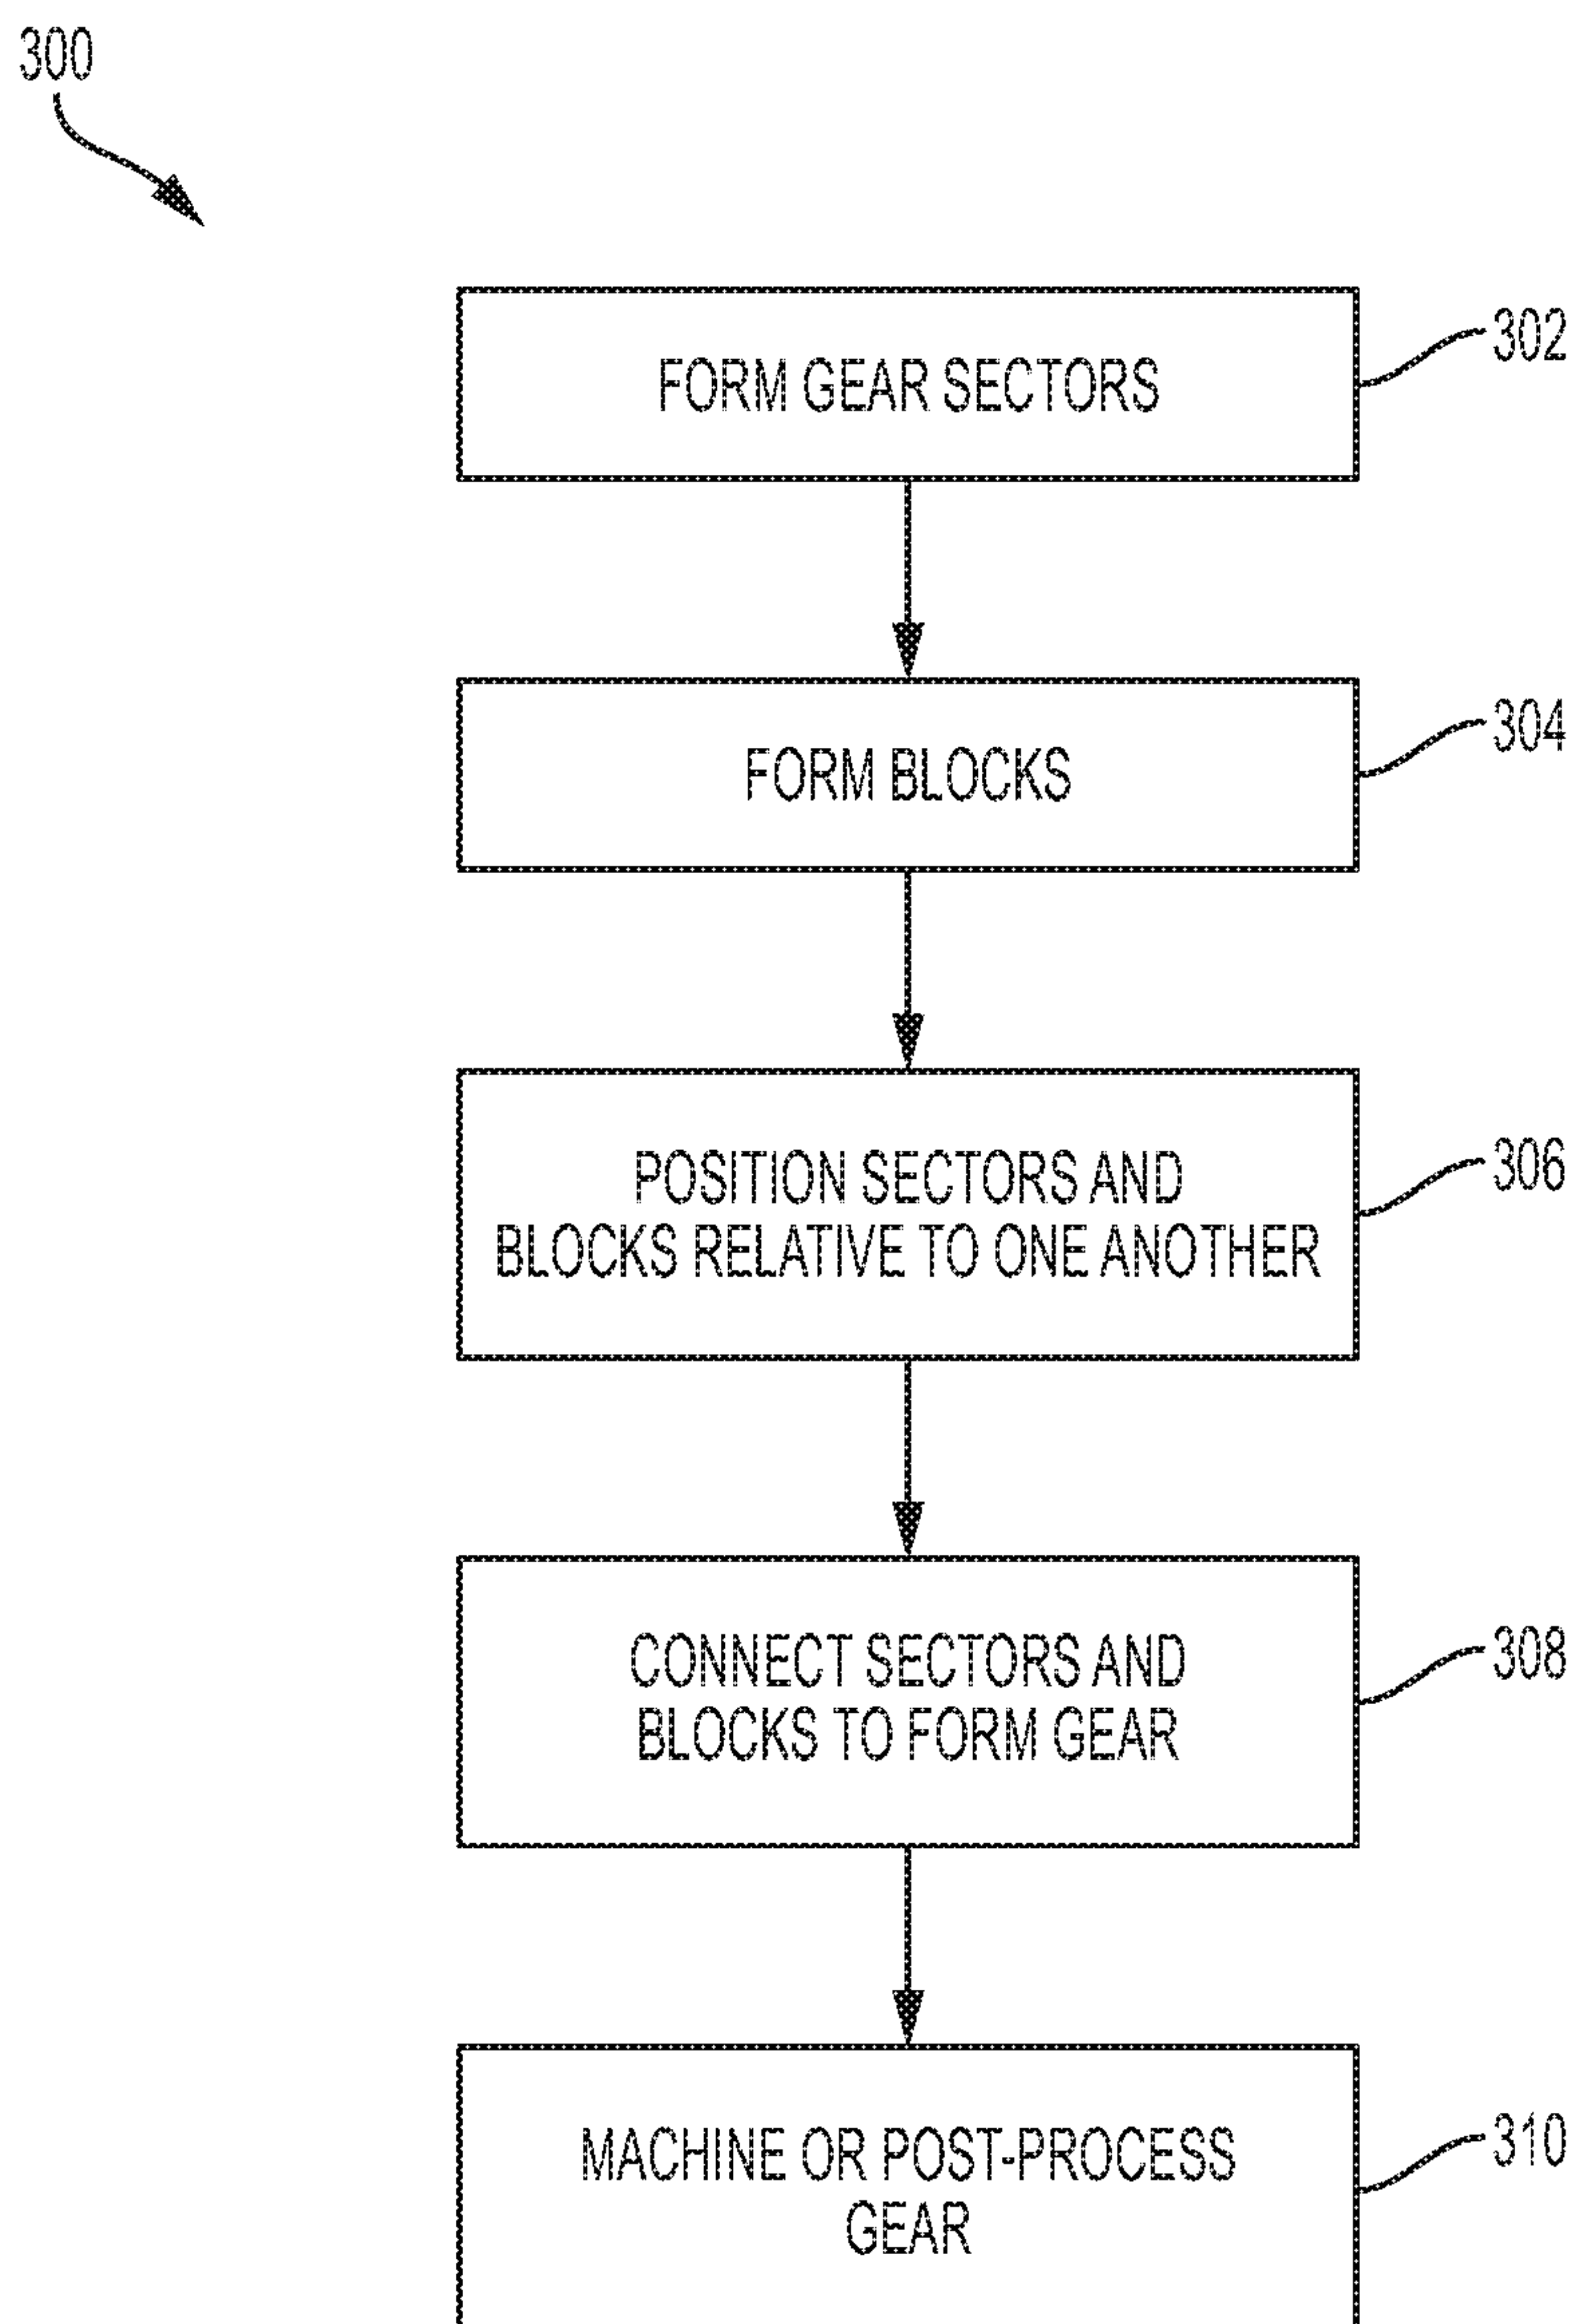 300
FORM GEAR SECTORS
302
FORM BLOCKS
304
POSITION SECTORS AND
BLOCKS RELATIVE TO ONE ANOTHER
306
CONNECT SECTORS AND
BLOCKS TO FORM GEAR
308
MACHINE OR POST-PROCESS
GEAR
310